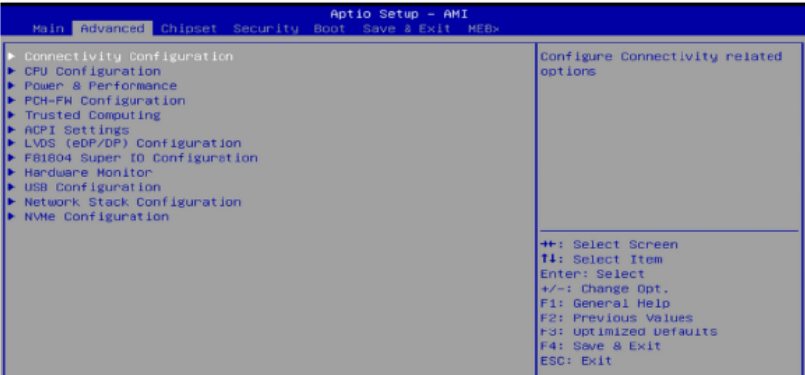 Aptio Setup - AMI
Main Advanced Chipset Security Boot Save & Exit MEBx
Connectivity Configuration
CPU Configuration
Power & Performance
PCH-FW Configuration
Trusted Computing
ACPI Settings
LVDS (eDP/DP) Configuration
F81804 Super IO Configuration
Hardware Monitor
USB Configuration
Network Stack Configuration
NVMe Configuration
Configure Connectivity related
options
→←: Select Screen
↑↓: Select Item
Enter: Select
+/-: Change Opt.
F1: General Help
F2: Previous Values
F3: Optimized Defaults
F4: Save & Exit
ESC: Exit